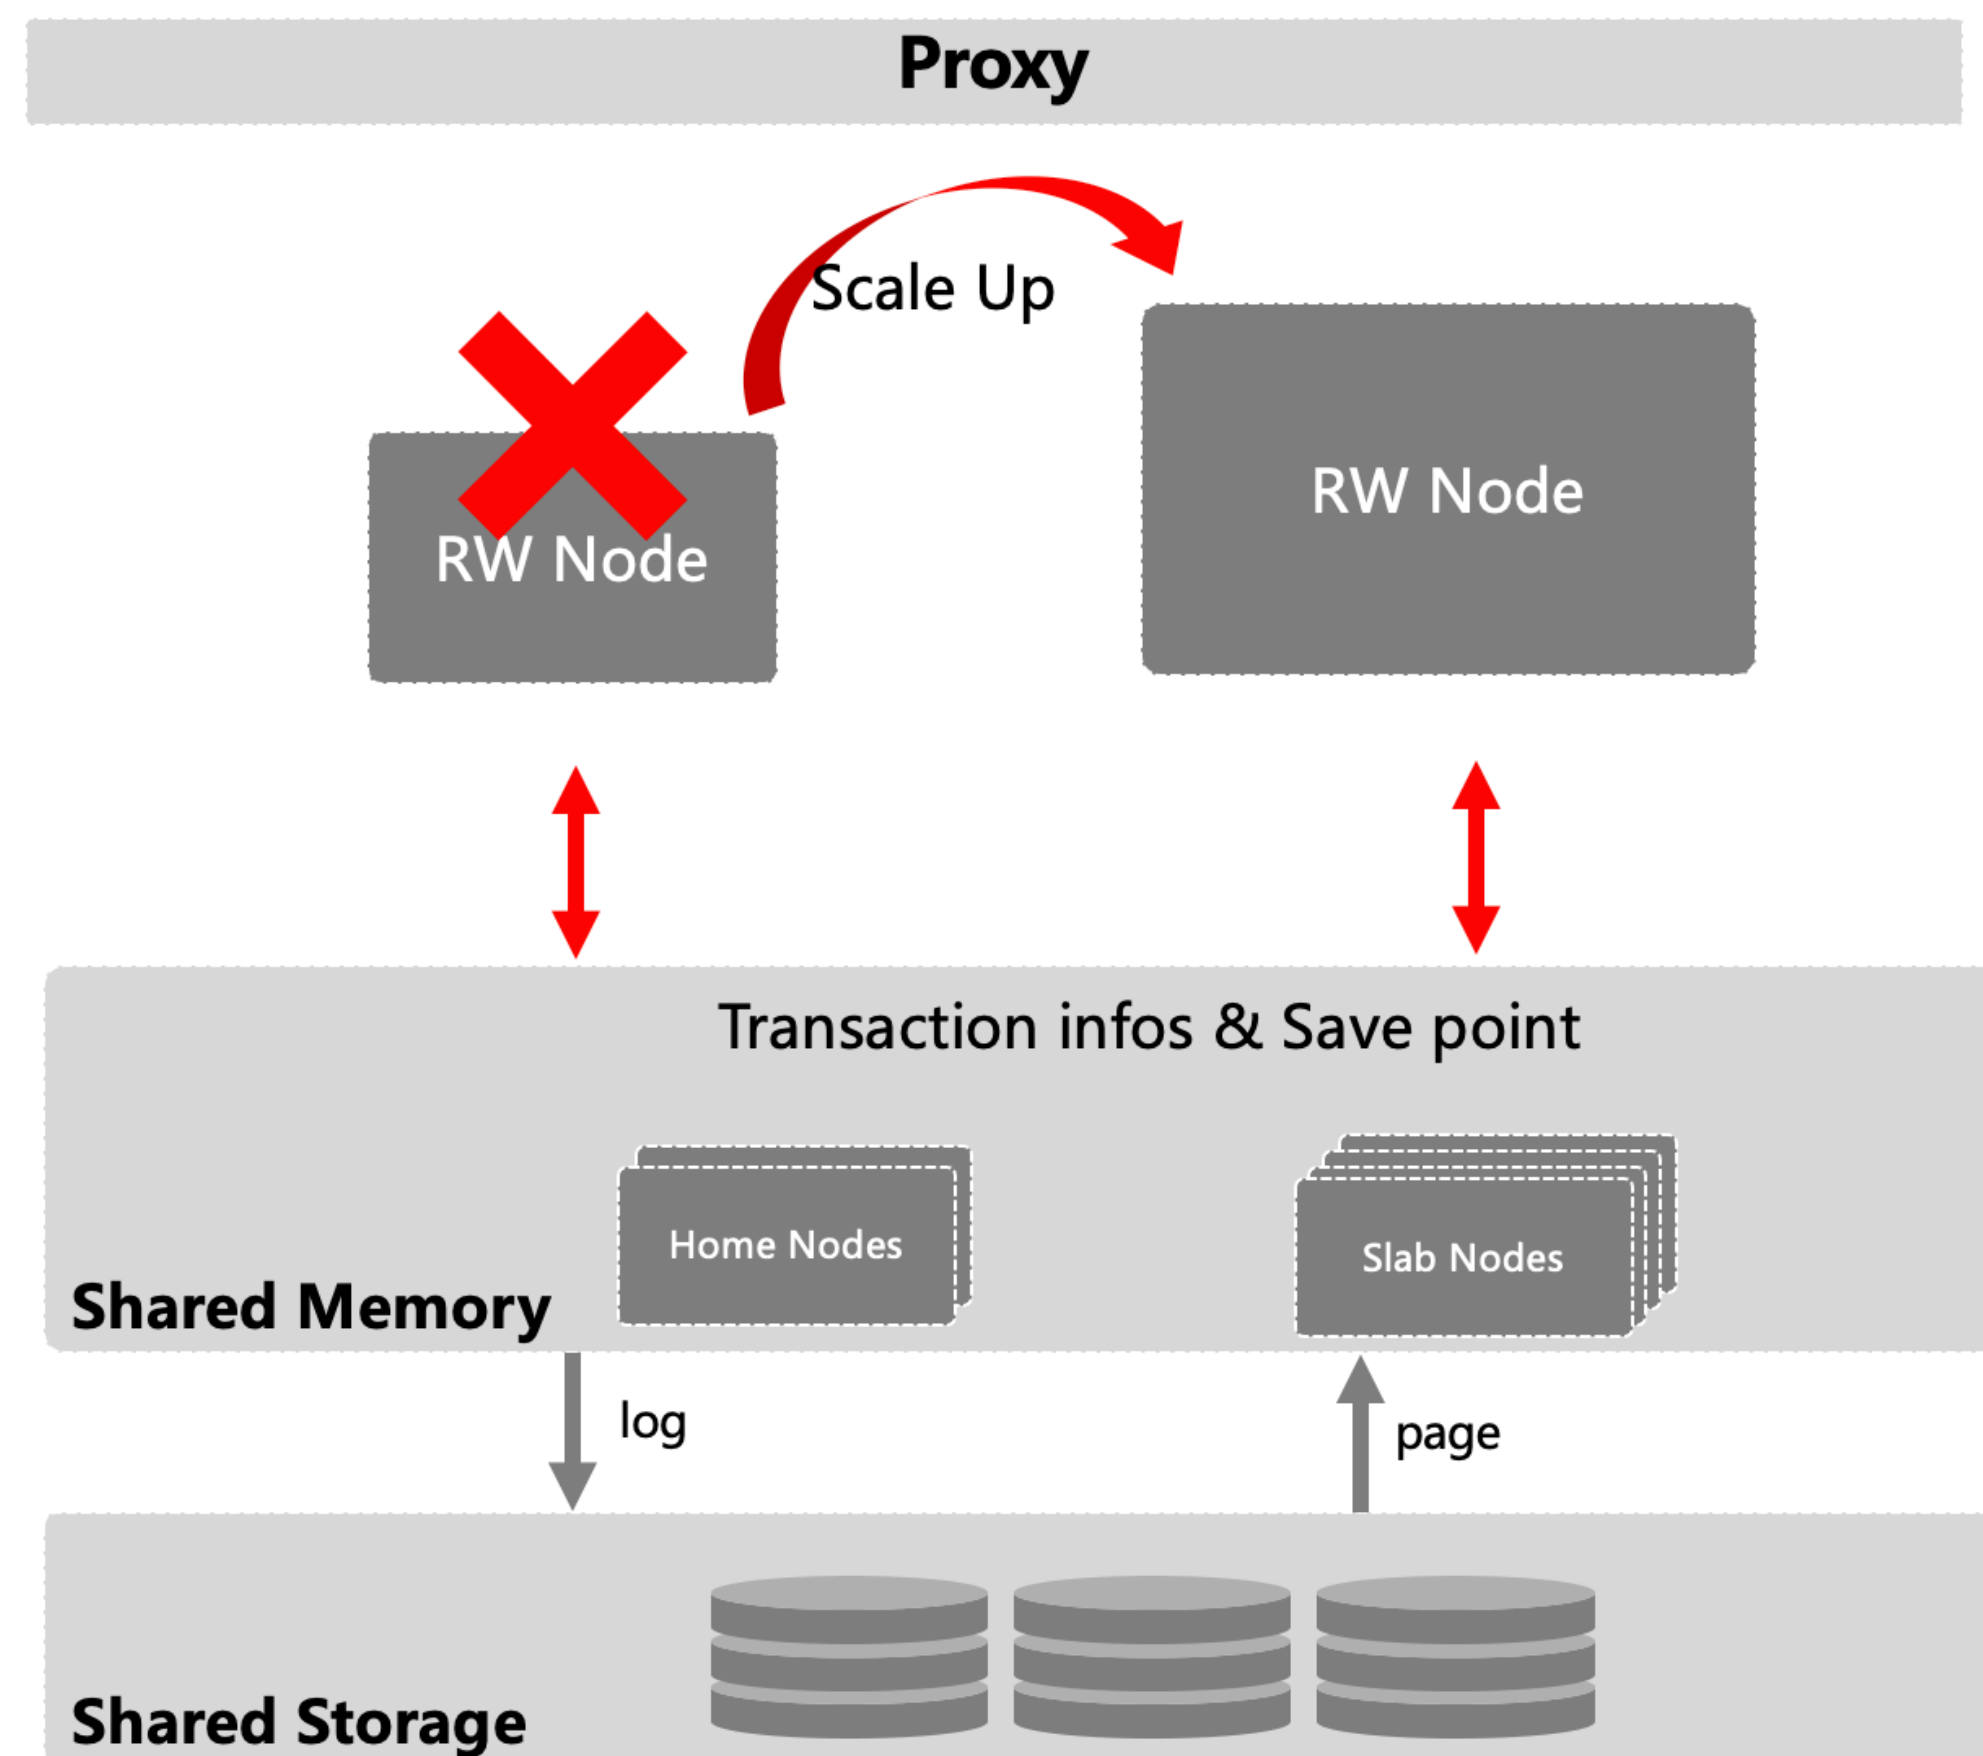 Proxy
Scale Up
RW Node
RW Node
Transaction infos & Save point
Home Nodes
Slab Nodes
Shared Memory
log
page
Shared Storage